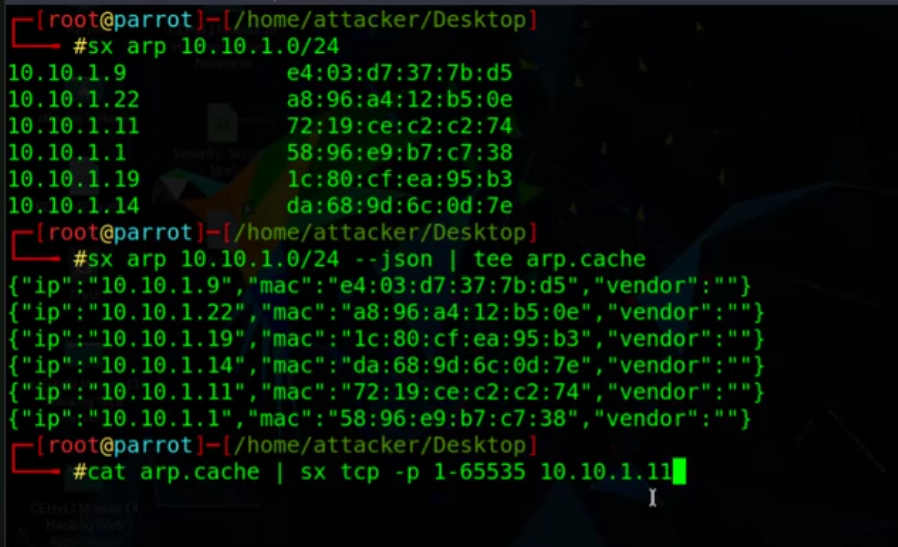 ┌─[root@parrot]─[/home/attacker/Desktop]
└──╼ #sx arp 10.10.1.0/24
10.10.1.9 e4:03:d7:37:7b:d5
10.10.1.22 a8:96:a4:12:b5:0e
10.10.1.11 72:19:ce:c2:c2:74
10.10.1.1 58:96:e9:b7:c7:38
10.10.1.19 1c:80:cf:ea:95:b3
10.10.1.14 da:68:9d:6c:0d:7e
┌─[root@parrot]─[/home/attacker/Desktop]
└──╼ #sx arp 10.10.1.0/24 --json | tee arp.cache
{"ip":"10.10.1.9","mac":"e4:03:d7:37:7b:d5","vendor":""}
{"ip":"10.10.1.22","mac":"a8:96:a4:12:b5:0e","vendor":""}
{"ip":"10.10.1.19","mac":"1c:80:cf:ea:95:b3","vendor":""}
{"ip":"10.10.1.14","mac":"da:68:9d:6c:0d:7e","vendor":""}
{"ip":"10.10.1.11","mac":"72:19:ce:c2:c2:74","vendor":""}
{"ip":"10.10.1.1","mac":"58:96:e9:b7:c7:38","vendor":""}
┌─[root@parrot]─[/home/attacker/Desktop]
└──╼ #cat arp.cache | sx tcp -p 1-65535 10.10.1.11
Hacking Web